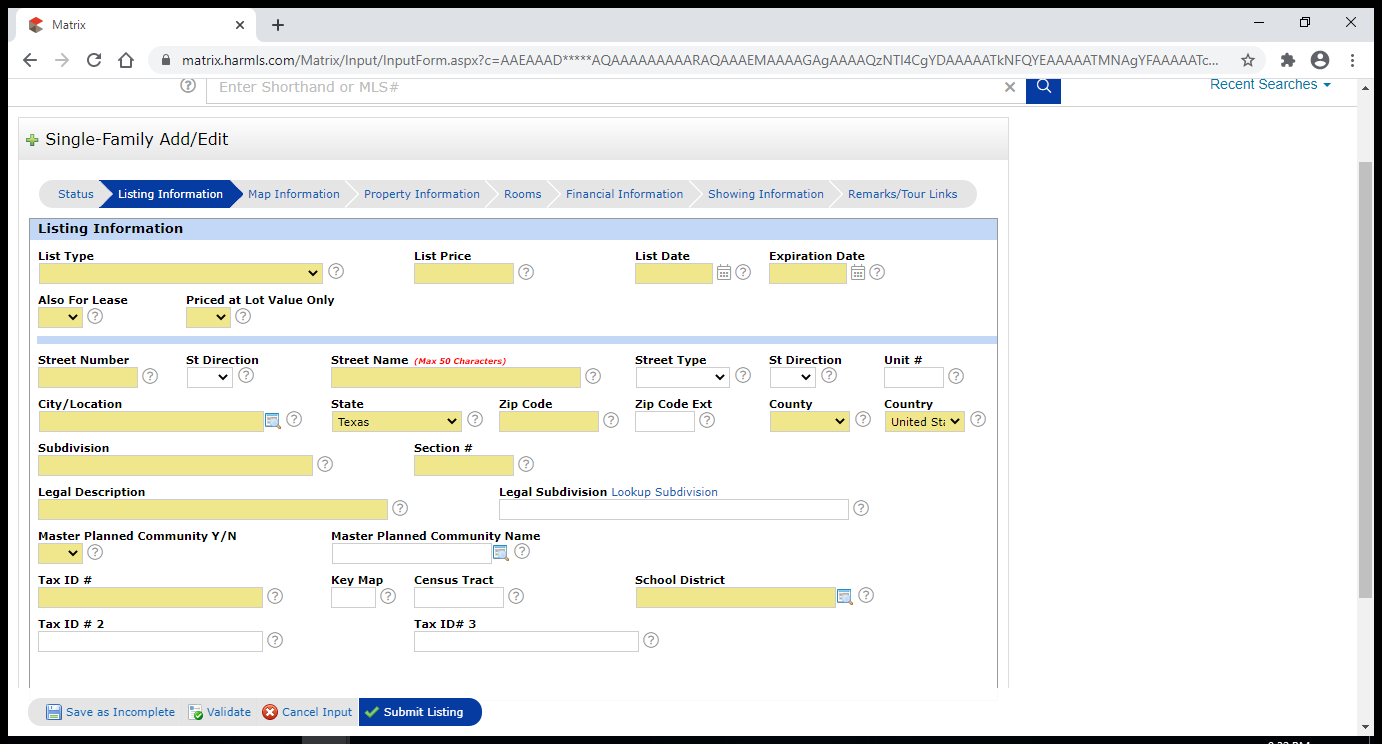 Matrix
matrix.harmls.com/Matrix/Input/InputForm.aspx?c=AAEAAAD*****AQAAAAAAAAARAQAAAEMAAAAGAgAAAAQzNTI4CgYDAAAAATkNFQYEAAAAATMNAgYFAAAAATc...
Enter Shorthand or MLS#
Recent Searches
Single-Family Add/Edit
Status Listing Information Map Information Property Information Rooms Financial Information Showing Information Remarks/Tour Links
Listing Information
List Type List Price List Date Expiration Date
Also For Lease Priced at Lot Value Only
Street Number St Direction Street Name (Max 50 Characters) Street Type St Direction Unit #
City/Location State Zip Code Zip Code Ext County Country
Texas United Sta
Subdivision Section #
Legal Description Legal Subdivision Lookup Subdivision
Master Planned Community Y/N Master Planned Community Name
Tax ID # Key Map Census Tract School District
Tax ID # 2 Tax ID# 3
Save as Incomplete Validate Cancel Input Submit Listing